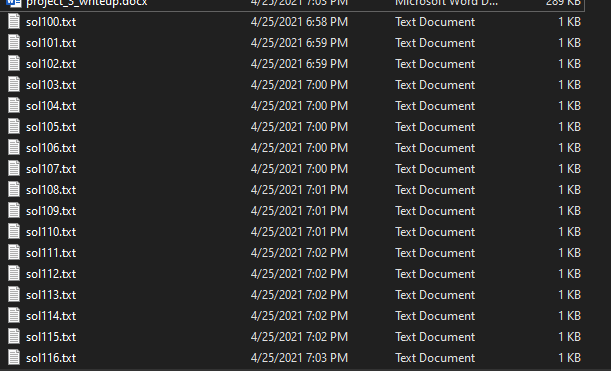 project_3_writeup.docx 4/25/2021 7:03 PM Microsoft Word D... 289 KB
sol100.txt 4/25/2021 6:58 PM Text Document 1 KB
sol101.txt 4/25/2021 6:59 PM Text Document 1 KB
sol102.txt 4/25/2021 6:59 PM Text Document 1 KB
sol103.txt 4/25/2021 7:00 PM Text Document 1 KB
sol104.txt 4/25/2021 7:00 PM Text Document 1 KB
sol105.txt 4/25/2021 7:00 PM Text Document 1 KB
sol106.txt 4/25/2021 7:00 PM Text Document 1 KB
sol107.txt 4/25/2021 7:00 PM Text Document 1 KB
sol108.txt 4/25/2021 7:01 PM Text Document 1 KB
sol109.txt 4/25/2021 7:01 PM Text Document 1 KB
sol110.txt 4/25/2021 7:01 PM Text Document 1 KB
sol111.txt 4/25/2021 7:02 PM Text Document 1 KB
sol112.txt 4/25/2021 7:02 PM Text Document 1 KB
sol113.txt 4/25/2021 7:02 PM Text Document 1 KB
sol114.txt 4/25/2021 7:02 PM Text Document 1 KB
sol115.txt 4/25/2021 7:02 PM Text Document 1 KB
sol116.txt 4/25/2021 7:03 PM Text Document 1 KB